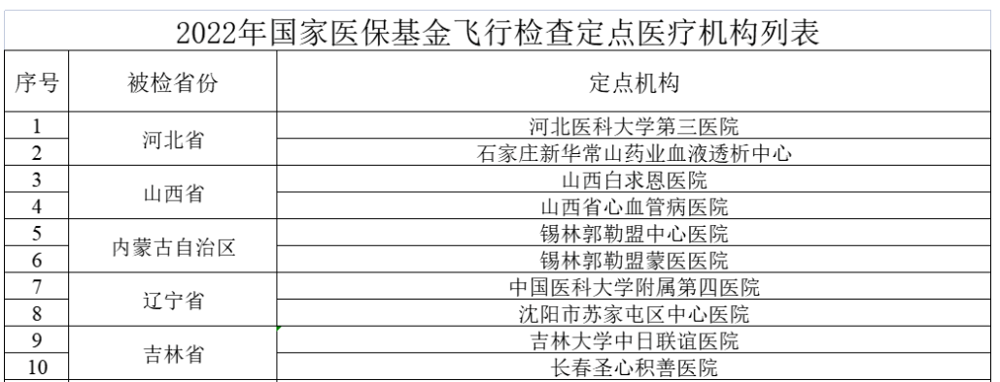 2022年国家医保基金飞行检查定点医疗机构列表
序号 被检省份 定点机构
1 河北省 河北医科大学第三医院
2 石家庄新华常山药业血液透析中心
3 山西省 山西白求恩医院
4 山西省心血管病医院
5 内蒙古自治区 锡林郭勒盟中心医院
6 锡林郭勒盟蒙医医院
7 辽宁省 中国医科大学附属第四医院
8 沈阳市苏家屯区中心医院
9 吉林省 吉林大学中日联谊医院
10 长春圣心积善医院